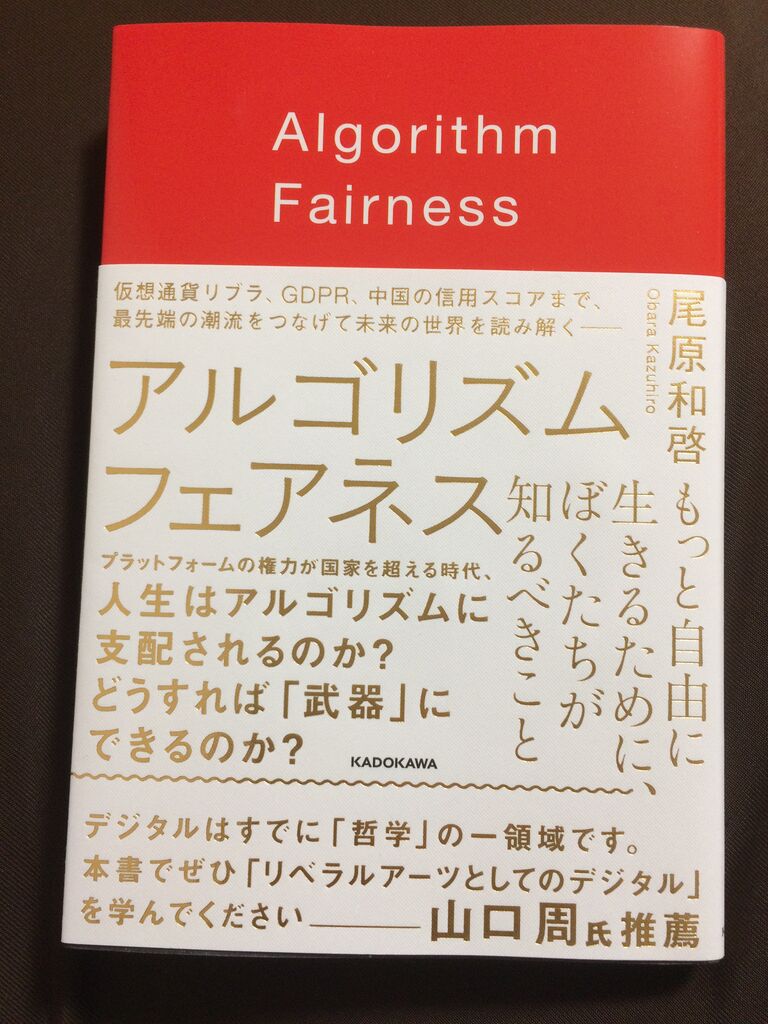 Algorithm
Fairness
仮想通貨リブラ、GDPR、中国の信用スコアまで、
最先端の潮流をつなげて未来の世界を読み解く――
アルゴリズム
フェアネス
尾原和啓
Obara Kazuhiro
もっと自由に
生きるために、
ぼくたちが
知るべきこと
プラットフォームの権力が国家を超える時代、
人生はアルゴリズムに
支配されるのか?
どうすれば「武器」に
できるのか?
KADOKAWA
デジタルはすでに「哲学」の一領域です。
本書でぜひ「リベラルアーツとしてのデジタル」
を学んでください――― 山口周氏推薦